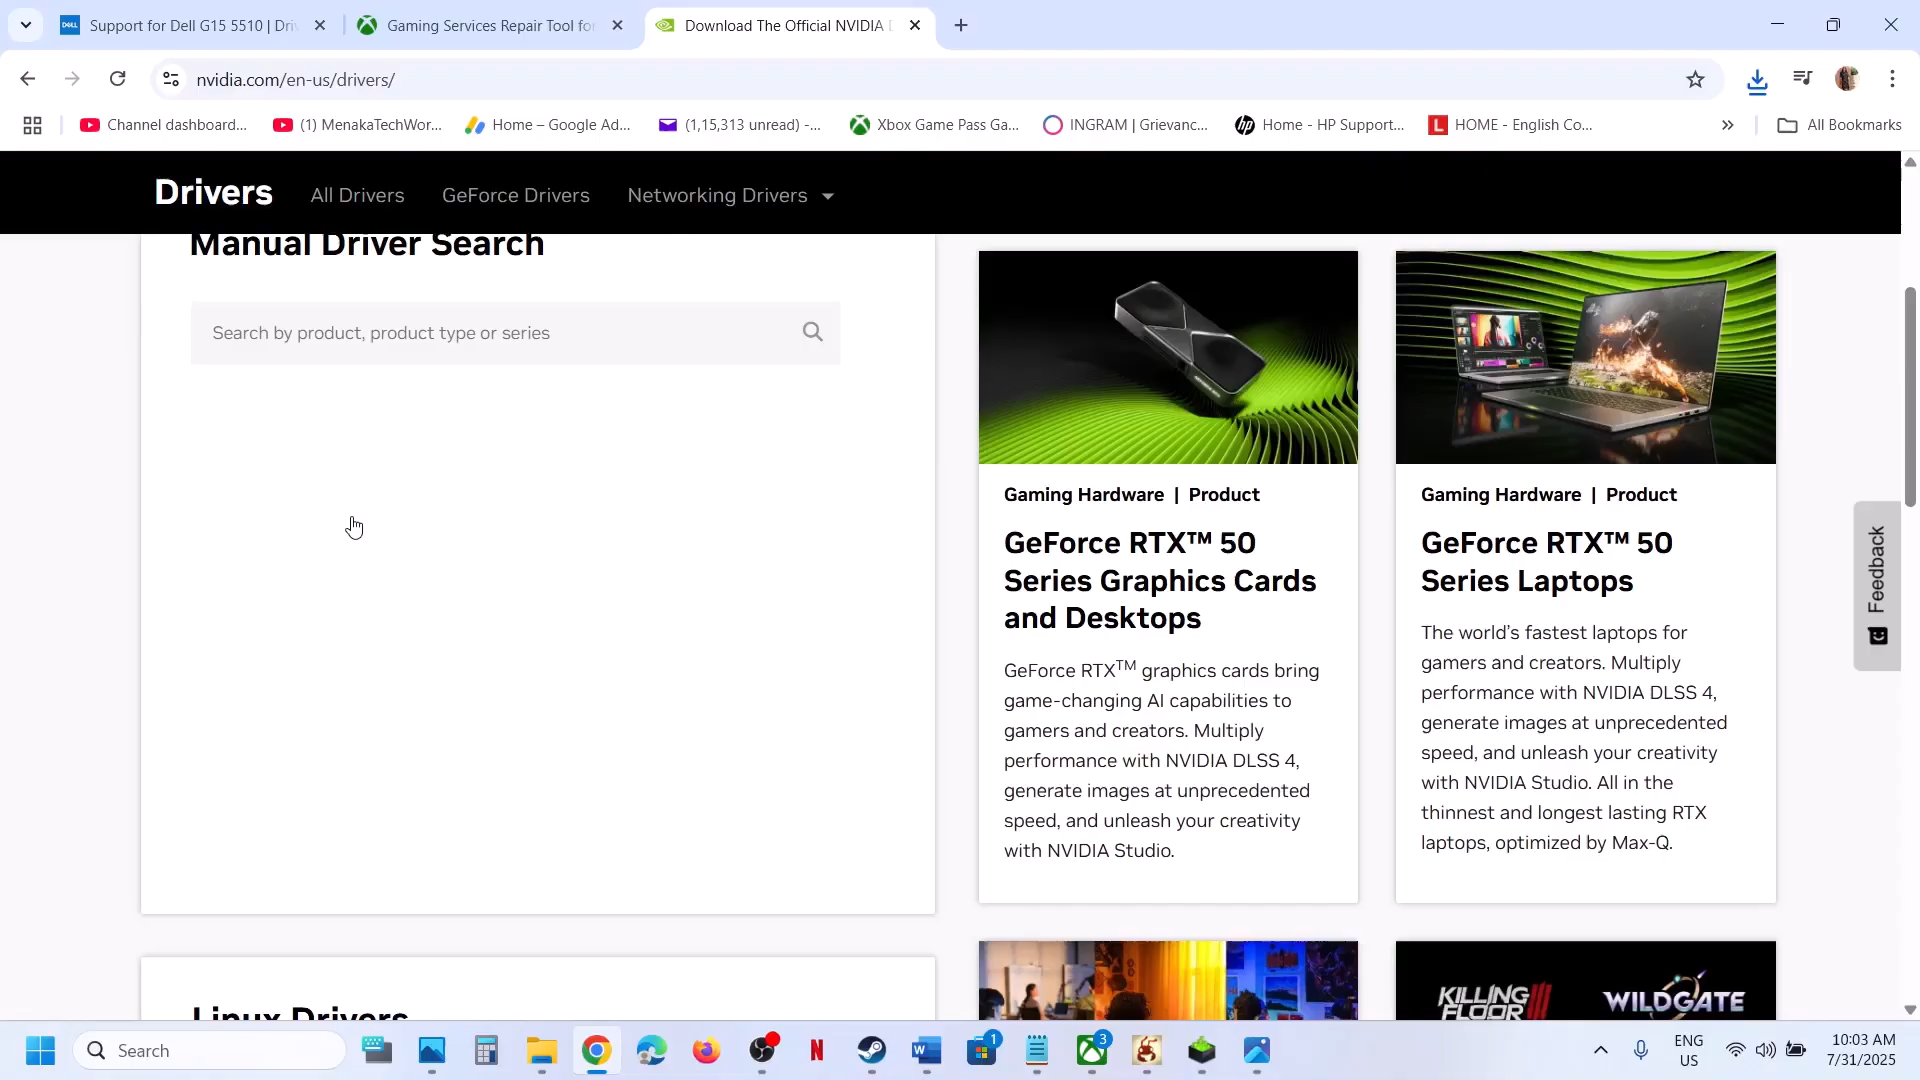 Support for Dell G15 5510 | Dri
Gaming Services Repair Tool for
Download The Official NVIDIA D
nvidia.com/en-us/drivers/
Channel dashboard...
(1) MenakaTechWor...
Home – Google Ad...
(1,15,313 unread) -...
Xbox Game Pass Ga...
INGRAM | Grievanc...
Home - HP Support...
HOME - English Co...
All Bookmarks
Drivers
All Drivers
GeForce Drivers
Networking Drivers
Manual Driver Search
Search by product, product type or series
Gaming Hardware | Product
GeForce RTX™ 50
Series Graphics Cards
and Desktops
GeForce RTXTM graphics cards bring
game-changing AI capabilities to
gamers and creators. Multiply
performance with NVIDIA DLSS 4,
generate images at unprecedented
speed, and unleash your creativity
with NVIDIA Studio.
Gaming Hardware | Product
GeForce RTX™ 50
Series Laptops
The world's fastest laptops for
gamers and creators. Multiply
performance with NVIDIA DLSS 4,
generate images at unprecedented
speed, and unleash your creativity
with NVIDIA Studio. All in the
thinnest and longest lasting RTX
laptops, optimized by Max-Q.
Feedback
Linux Drivers
KILLING
FLOOR III
WILDGATE
Search
1
3
ENG
US
10:03 AM
7/31/2025